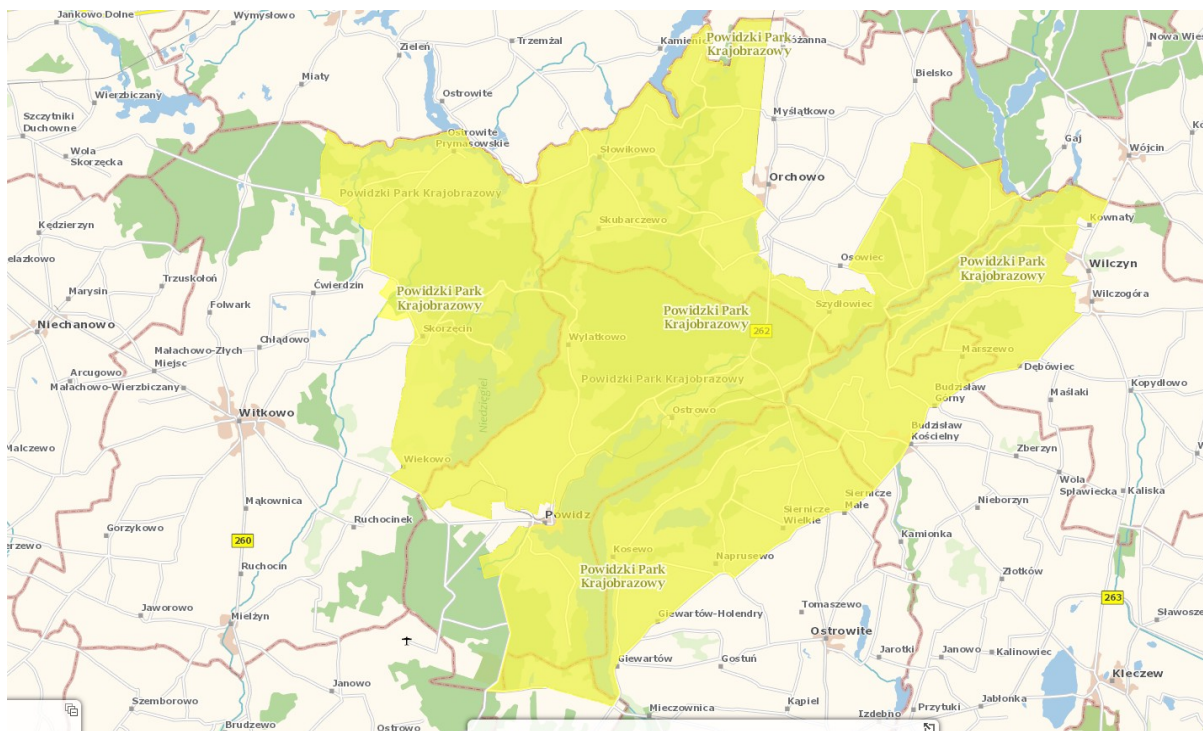 Jankowo Dolne
Wymysłowo
Zieleń
Trzemżal
Powidzki Park
Krajobrazowy
Nowa Wieś
Miaty
Bielsko
Wierzbiczany
Ostrowite
Szczytniki
Duchowne
Myślątkowo
Gaj
Wójcin
Wola
Skorzęcka
Ostrowite
Prymasowskie
Słowikowo
Orchowo
Powidzki Park Krajobrazowy
Kędzierzyn
Skubarczewo
Kownaty
Trzuskołoń
Osowiec
Wilczyn
Powidzki Park
Krajobrazowy
Marysin
Ćwierdzin
Powidzki Park
Krajobrazowy
Folwark
Powidzki Park
Krajobrazowy
Szydłowiec
Wilczogóra
Niechanowo
Skorzęcin
Wylatkowo
262
Chłądowo
Małachowo-Złych
Miejsc
Marszewo
Arcugowo
Małachowo-Wierzbiczany
Powidzki Park Krajobrazowy
Dębówiec
Kopydłowo
Budzisław
Górny
Maślaki
Witkowo
Niedzięgiel
Ostrowo
Budzisław
Kościelny
Malczewo
Zberzyn
Wiekowo
Wola
Spławiecka
Kaliska
Mąkownica
Siernicze
Małe
Nieborzyn
Ruchocinek
Powidz
Siernicze
Wielkie
Gorzykowo
Kamionka
260
Kosewo
Naprusewo
Ruchocin
Powidzki Park
Krajobrazowy
Złotków
263
Jaworowo
Mielżyn
Giewartów-Holendry
Tomaszewo
Ostrowite
Giewartów
Gostuń
Jarotki
Janowo
Kalinowiec
Kleczew
Janowo
Szemborowo
Mieczownica
Kąpiel
Izdebno
Przytuki
Jabłonka
Brudzewo
Ostrowo